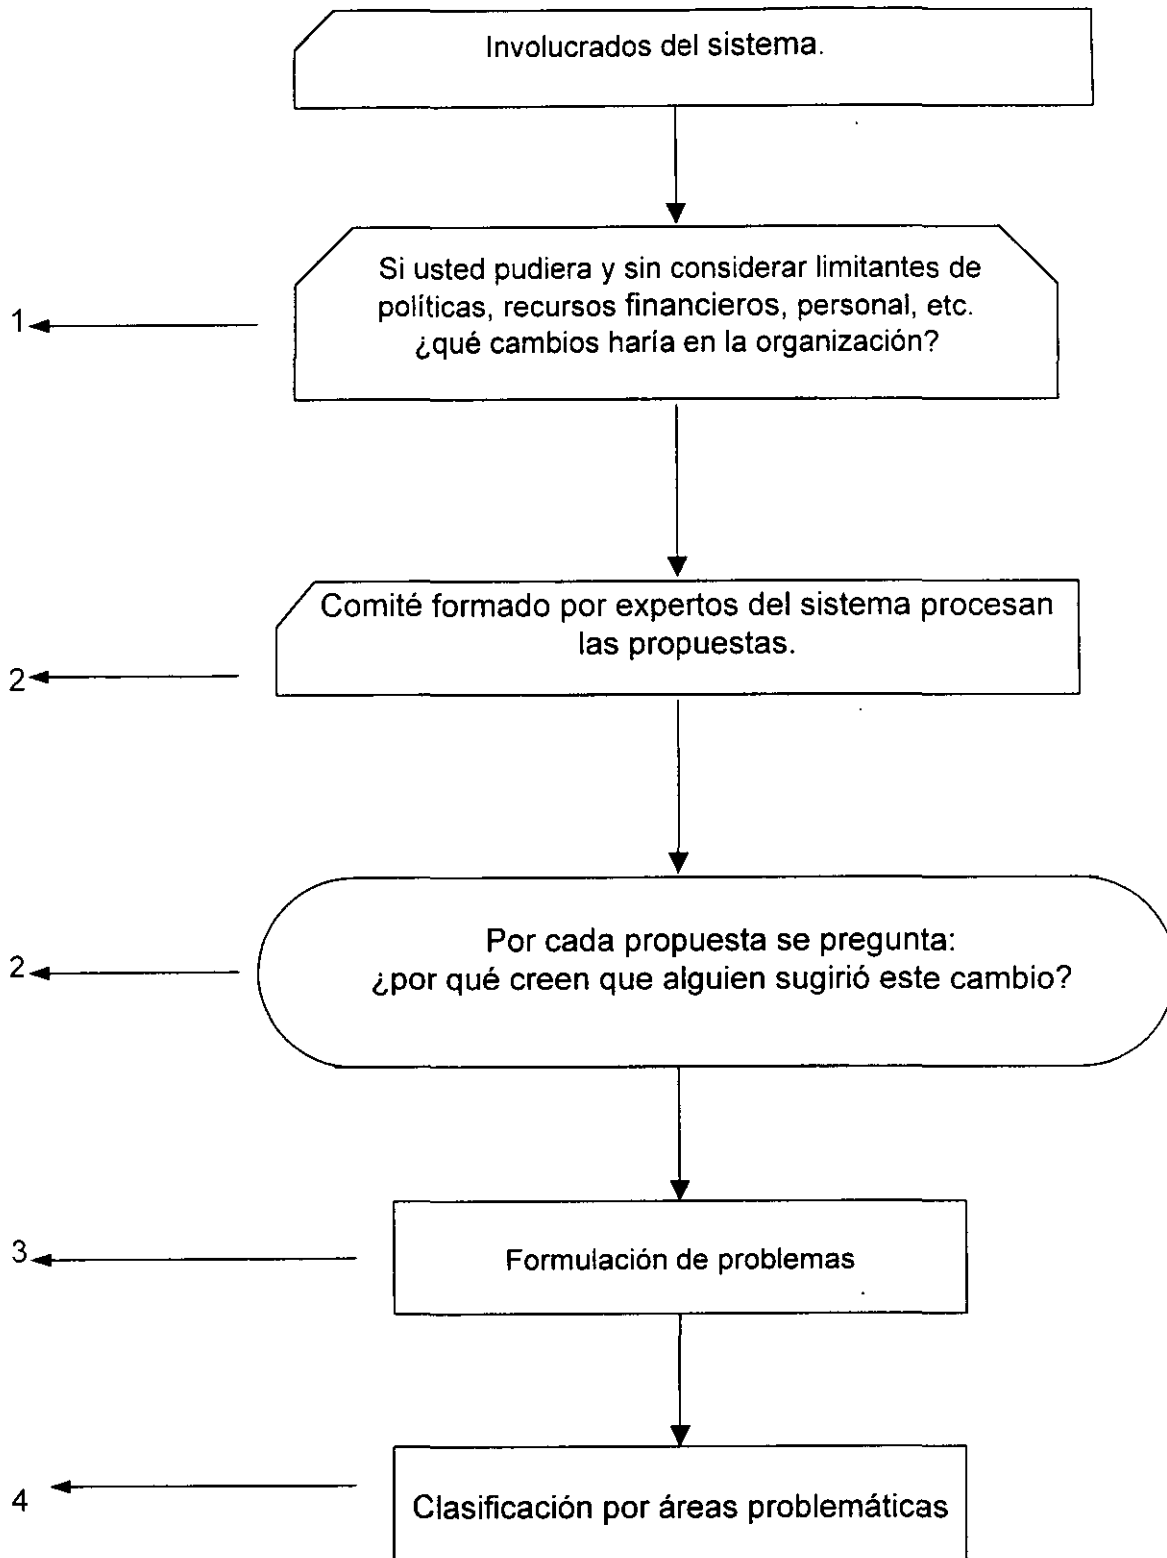 Involucrados del sistema.
Si usted pudiera y sin considerar limitantes de
políticas, recursos financieros, personal, etc.
¿qué cambios haría en la organización?
1
Comité formado por expertos del sistema procesan
las propuestas.
2
Por cada propuesta se pregunta:
¿por qué creen que alguien sugirió este cambio?
2
Formulación de problemas
3
Clasificación por áreas problemáticas
4